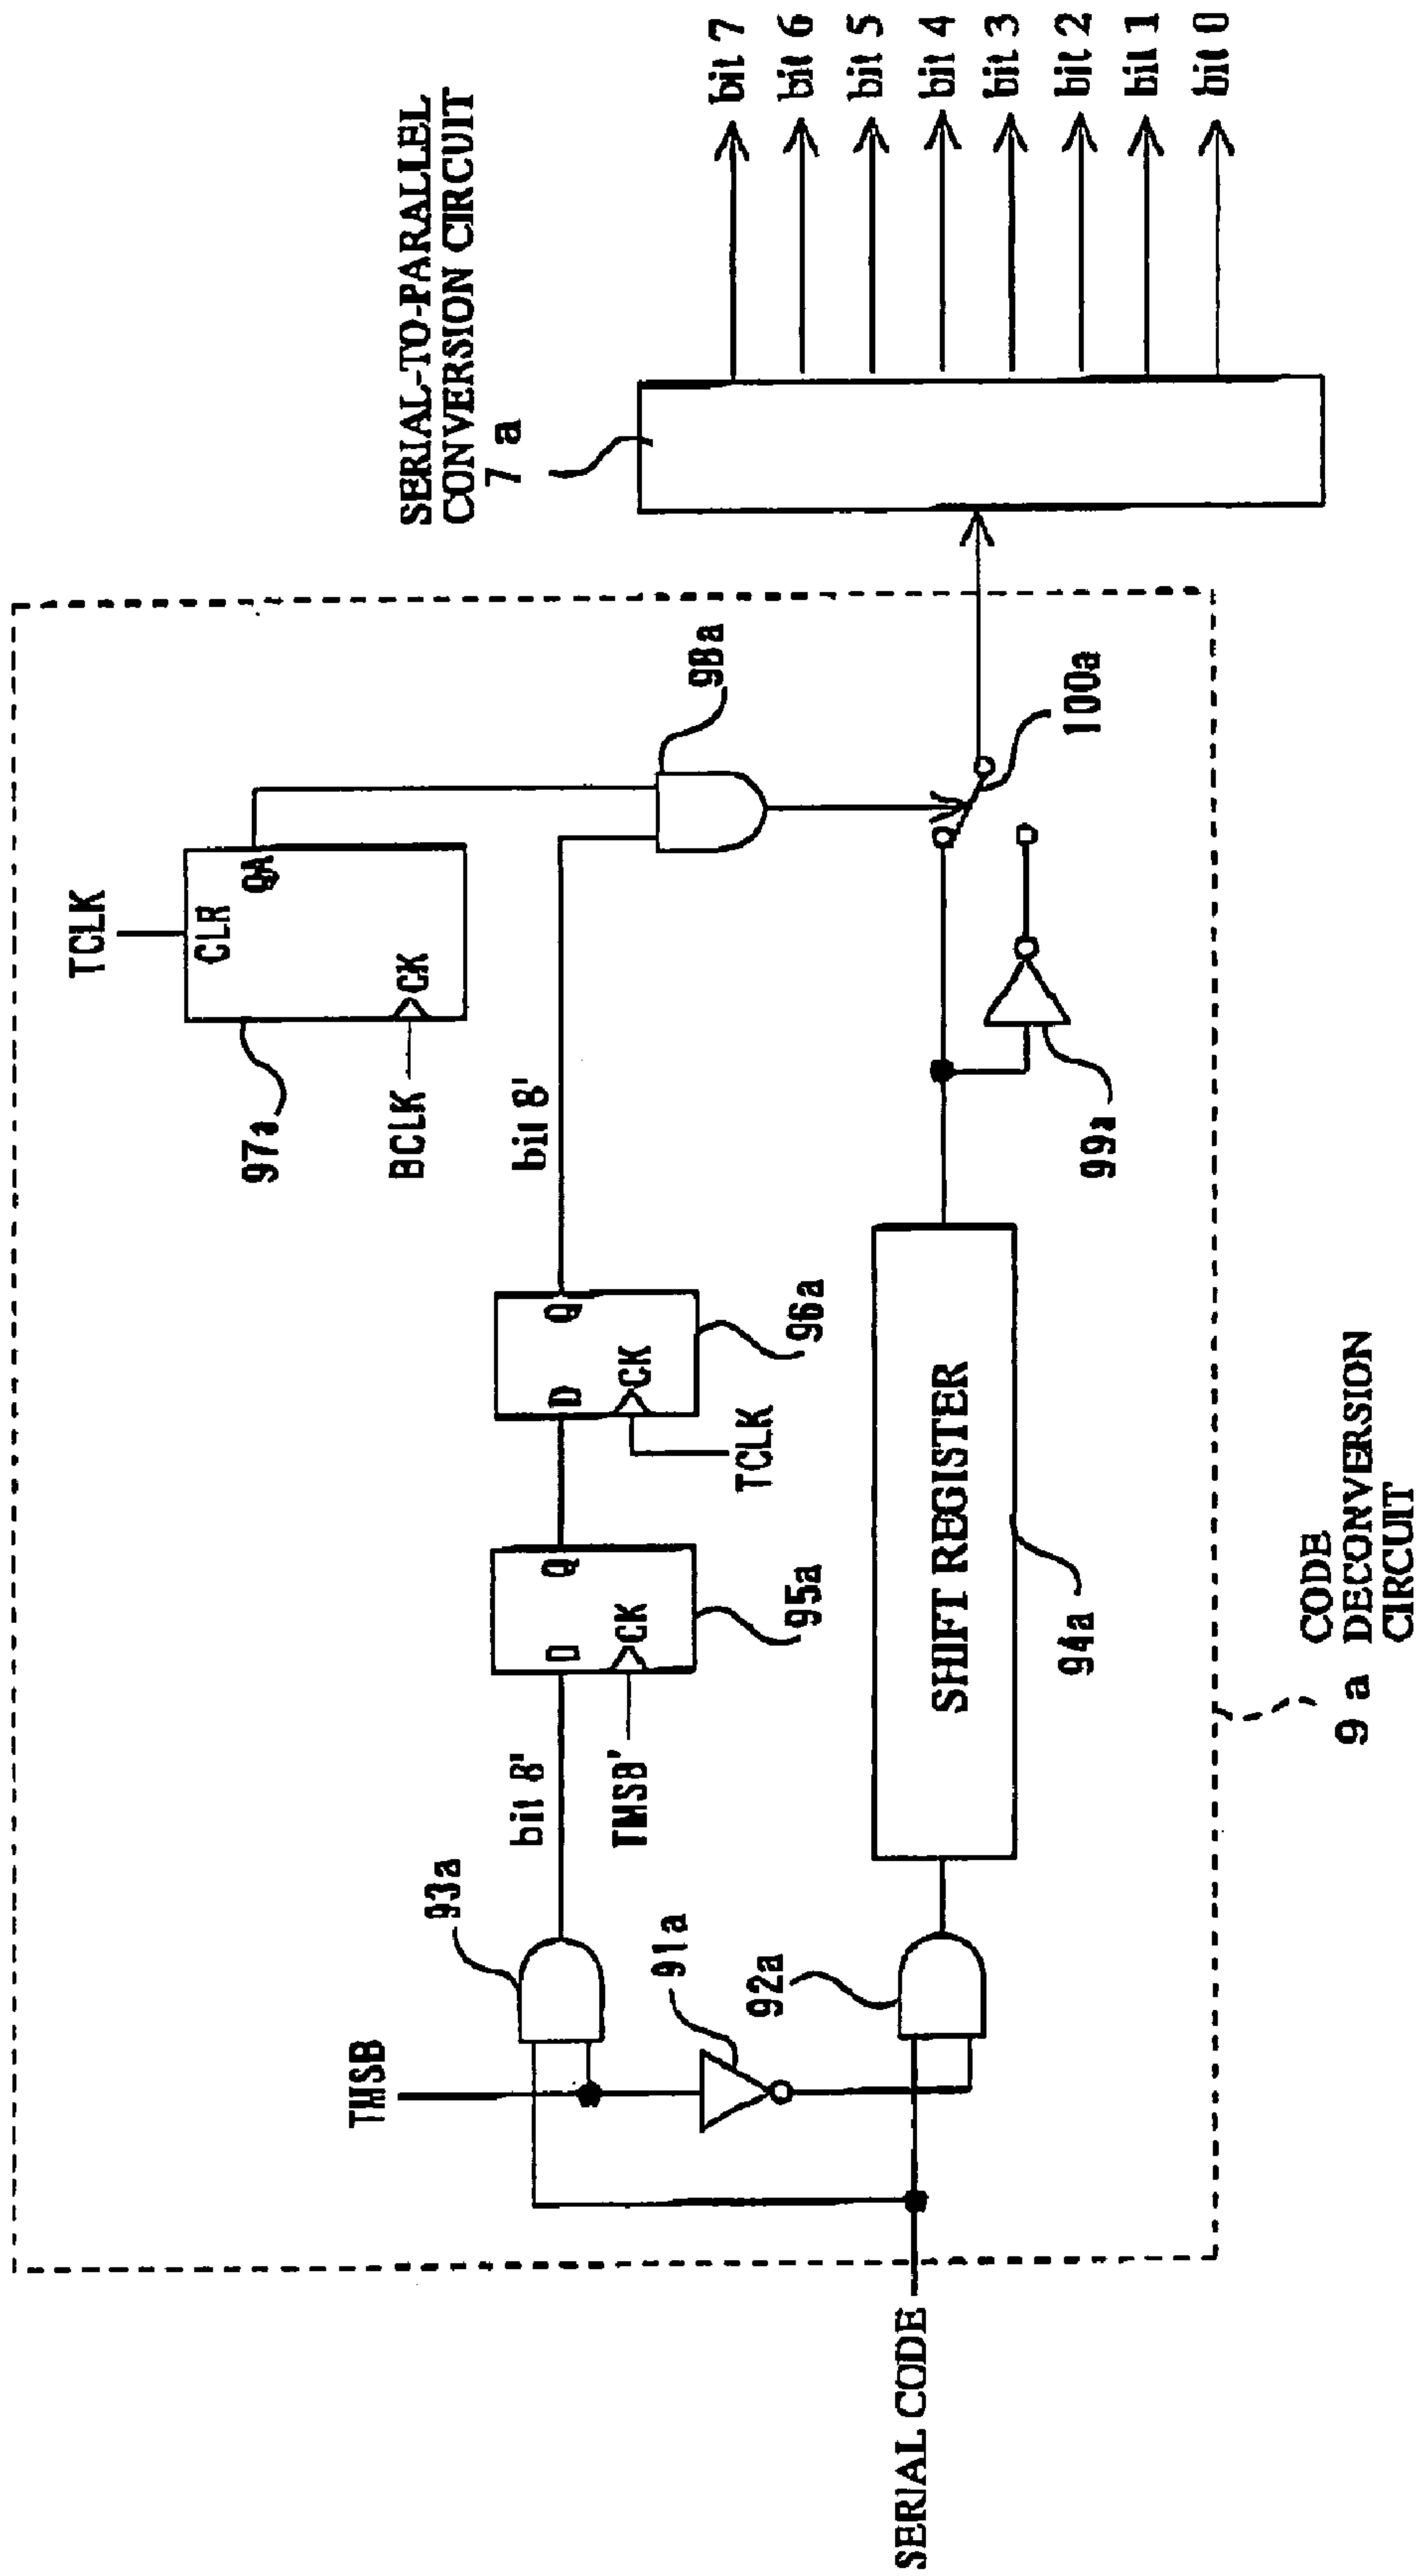 SERIAL-TO-PARALLEL
CONVERSION CIRCUIT
7 a
bit 7
bit 6
bit 5
bit 4
bit 3
bit 2
bit 1
bit 0
TCLK
CLR
QA
CK
97a
BCLK
98a
100a
bit 8'
99a
D
Q
CK
96a
TCLK
D
Q
CK
95a
TMSB'
bit 8'
SHIFT REGISTER
94a
93a
TMSB
91a
92a
SERIAL CODE
CODE
9 a DECONVERSION
CIRCUIT